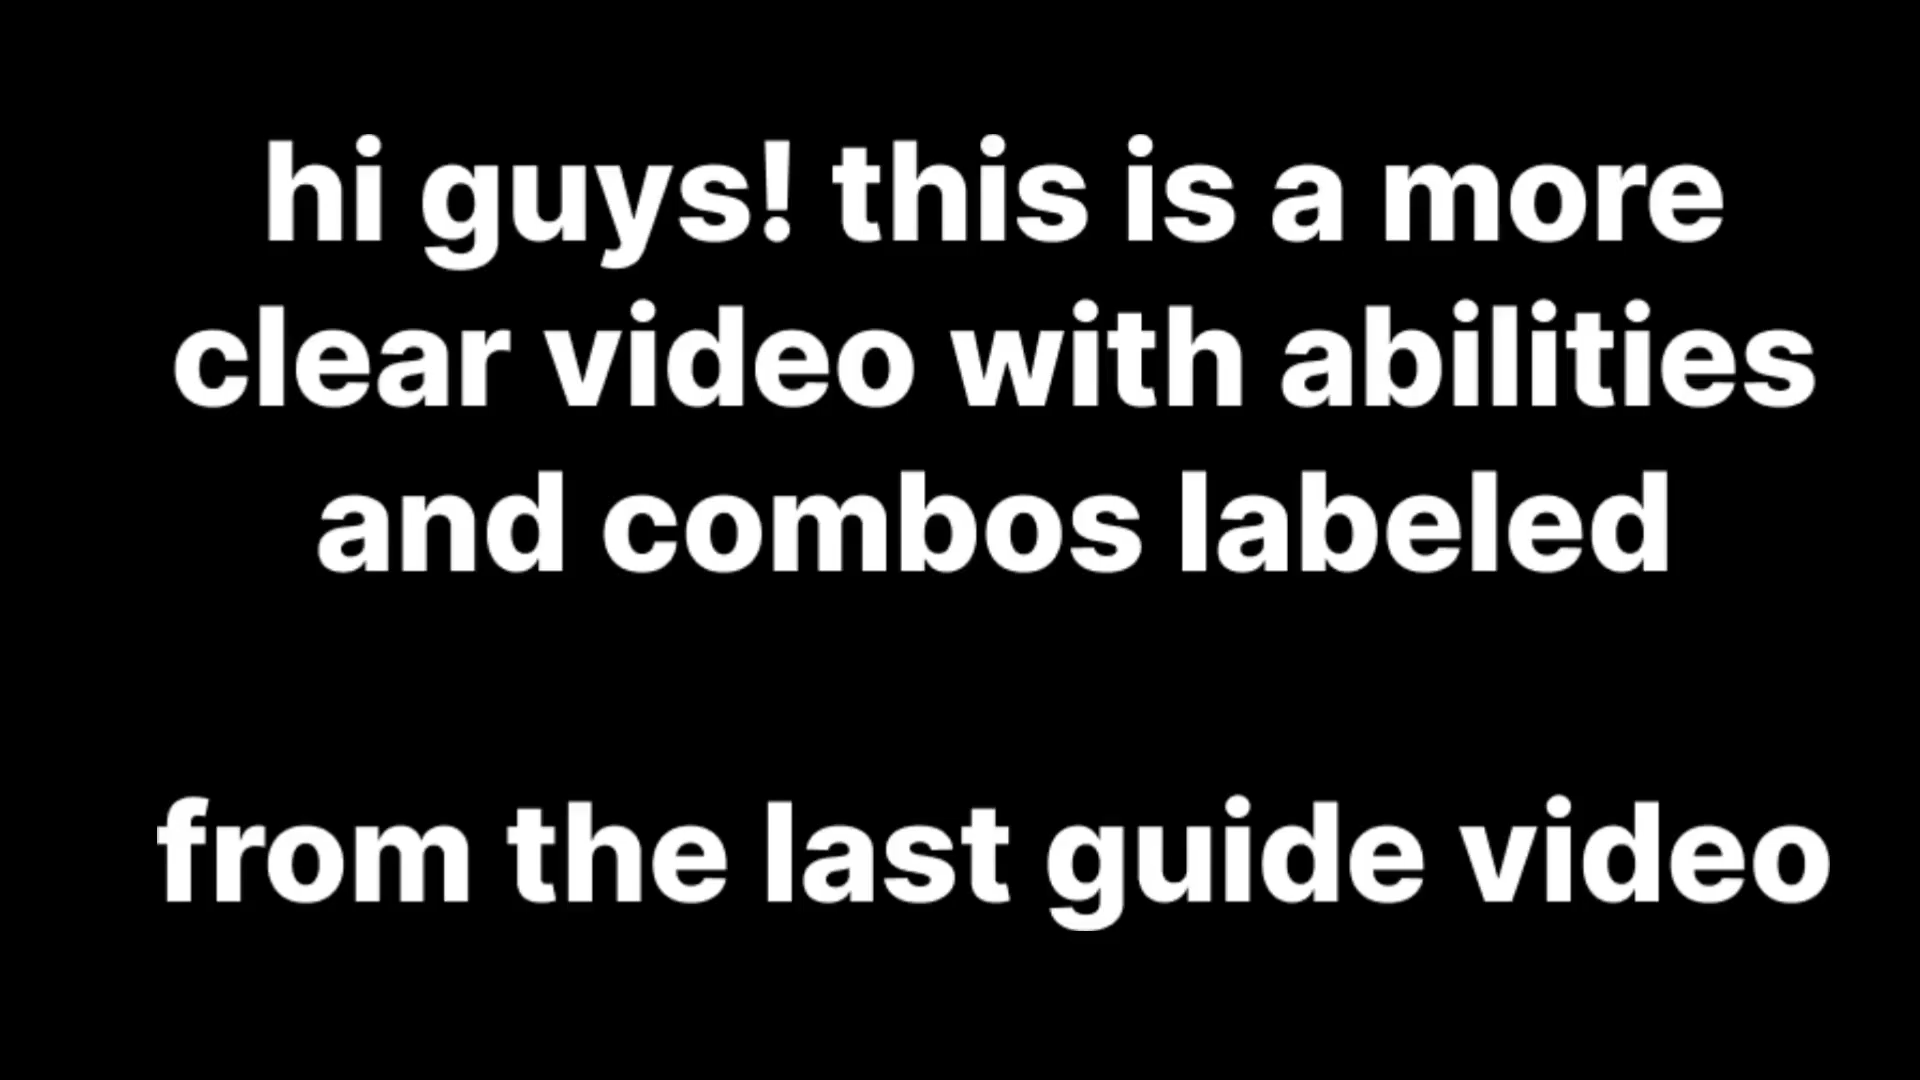 hi guys! this is a more
clear video with abilities
and combos labeled
from the last guide video